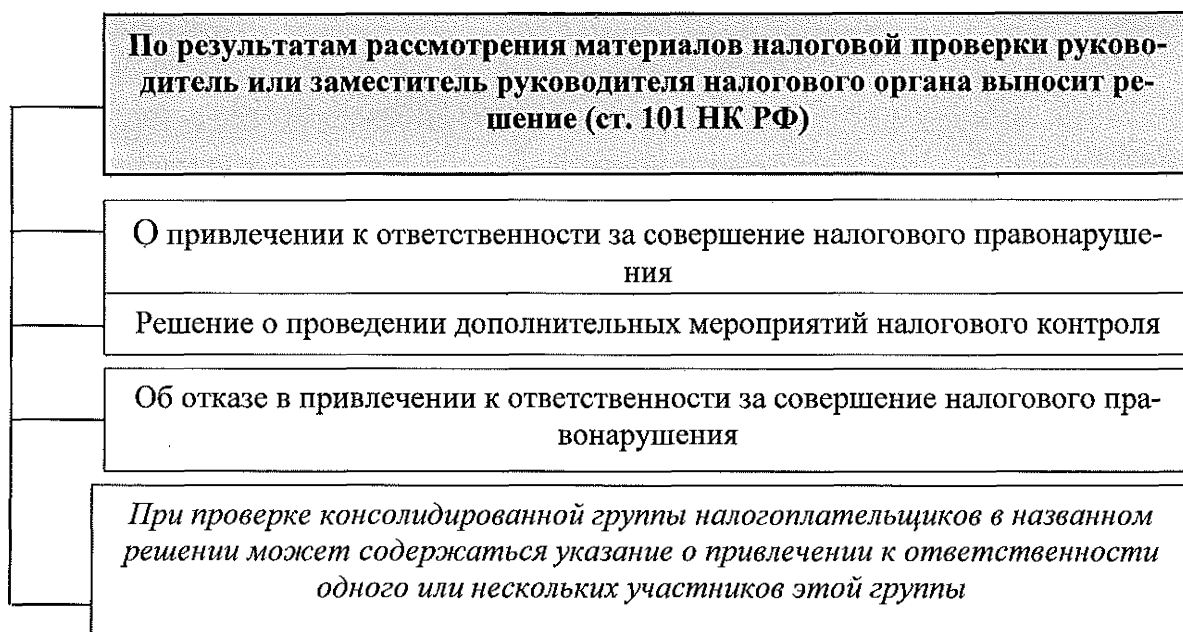 По результатам рассмотрения материалов налоговой проверки руково-
дитель или заместитель руководителя налогового органа выносит ре-
шение (ст. 101 НК РФ)
О привлечении к ответственности за совершение налогового правонаруше-
ния
Решение о проведении дополнительных мероприятий налогового контроля
Об отказе в привлечении к ответственности за совершение налогового пра-
вонарушения
При проверке консолидированной группы налогоплательщиков в названном
решении может содержаться указание о привлечении к ответственности
одного или нескольких участников этой группы